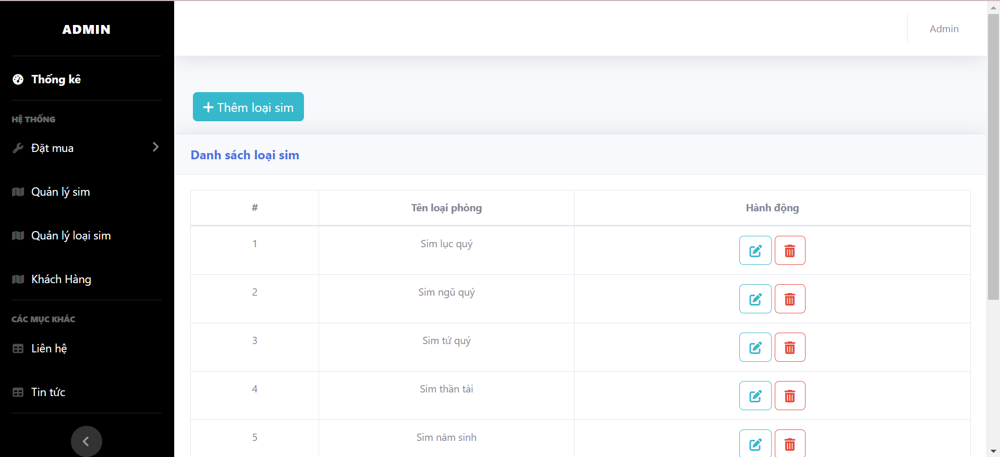 ADMIN
Admin
Thống kê
HỆ THỐNG
Đặt mua
Quản lý sim
Quản lý loại sim
Khách Hàng
CÁC MỤC KHÁC
Liên hệ
Tin tức
Thêm loại sim
Danh sách loại sim
# Tên loại phòng Hành động
1 Sim lục quý
2 Sim ngũ quý
3 Sim tứ quý
4 Sim thần tài
5 Sim năm sinh